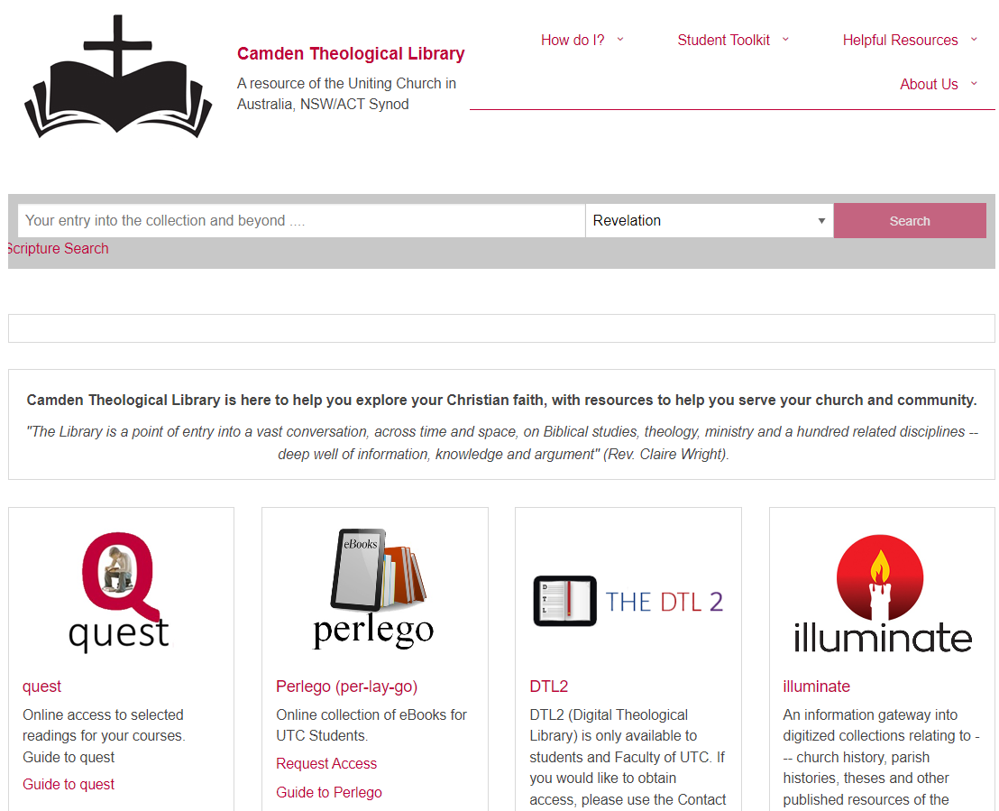 Camden Theological Library
A resource of the Uniting Church in
Australia, NSW/ACT Synod
How do I?
Student Toolkit
Helpful Resources
About Us
Your entry into the collection and beyond ....
Revelation
Search
Scripture Search
Camden Theological Library is here to help you explore your Christian faith, with resources to help you serve your church and community.
"The Library is a point of entry into a vast conversation, across time and space, on Biblical studies, theology, ministry and a hundred related disciplines --
deep well of information, knowledge and argument" (Rev. Claire Wright).
Q
quest
quest
Online access to selected
readings for your courses.
Guide to quest
Guide to quest
eBooks
perlego
Perlego (per-lay-go)
Online collection of eBooks for
UTC Students.
Request Access
Guide to Perlego
D
T
L
THE DTL 2
DTL2
DTL2 (Digital Theological
Library) is only available to
students and Faculty of UTC. If
you would like to obtain
access, please use the Contact
illuminate
illuminate
An information gateway into
digitized collections relating to -
-- church history, parish
histories, theses and other
published resources of the